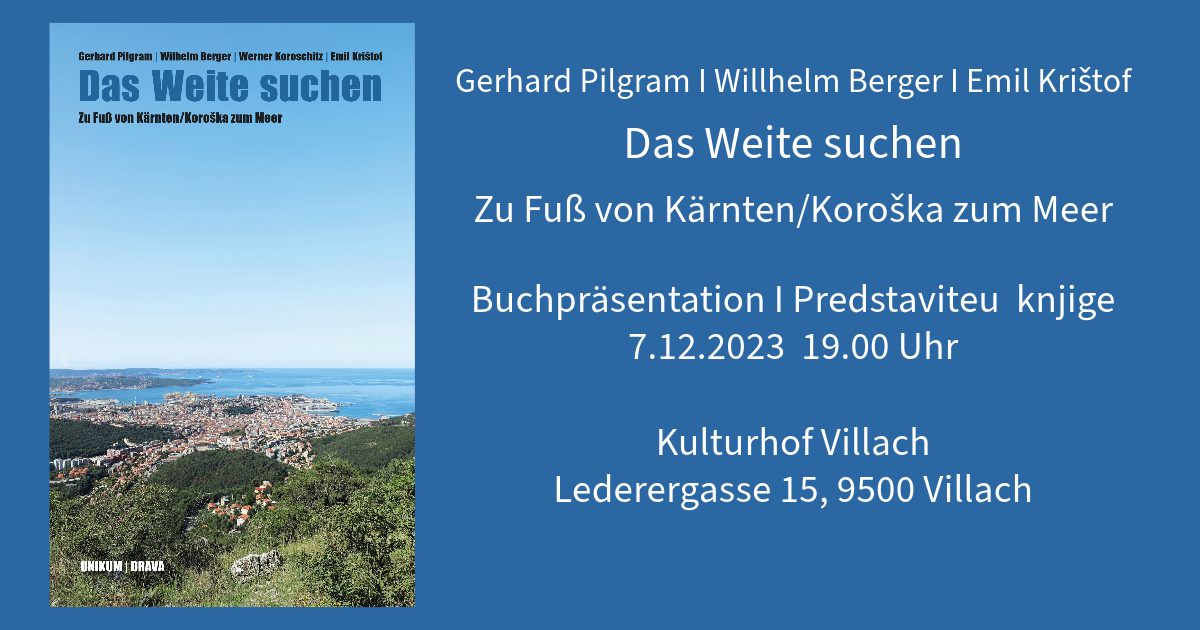 Gerhard Pilgram | Wilhelm Berger | Werner Koroschitz | Emil Krištof
Das Weite suchen
Zu Fuß von Kärnten/Koroška zum Meer
UNIKUM | DRAVA
Gerhard Pilgram I Willhelm Berger I Emil Krištof
Das Weite suchen
Zu Fuß von Kärnten/Koroška zum Meer
Buchpräsentation I Predstaviteu knjige
7.12.2023 19.00 Uhr
Kulturhof Villach
Lederergasse 15, 9500 Villach